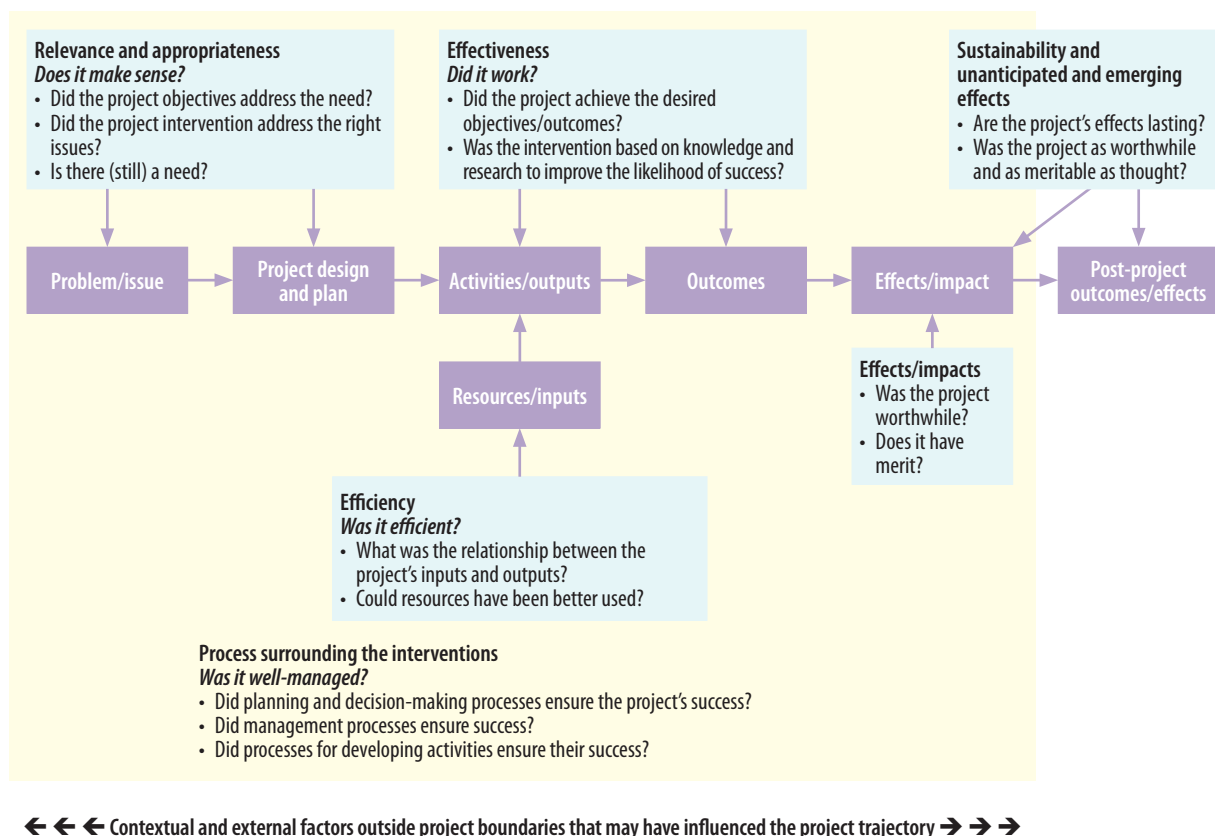 Relevance and appropriateness
Does it make sense?
• Did the project objectives address the need?
• Did the project intervention address the right
issues?
• Is there (still) a need?
Effectiveness
Did it work?
• Did the project achieve the desired
objectives/outcomes?
• Was the intervention based on knowledge and
research to improve the likelihood of success?
Sustainability and
unanticipated and emerging
effects
• Are the project’s effects lasting?
• Was the project as worthwhile
and as meritable as thought?
Problem/issue
Project design
and plan
Activities/outputs
Outcomes
Effects/impact
Post-project
outcomes/effects
Resources/inputs
Effects/impacts
• Was the project
worthwhile?
• Does it have
merit?
Efficiency
Was it efficient?
• What was the relationship between the
project’s inputs and outputs?
• Could resources have been better used?
Process surrounding the interventions
Was it well-managed?
• Did planning and decision-making processes ensure the project’s success?
• Did management processes ensure success?
• Did processes for developing activities ensure their success?
← ← ← Contextual and external factors outside project boundaries that may have influenced the project trajectory → → →